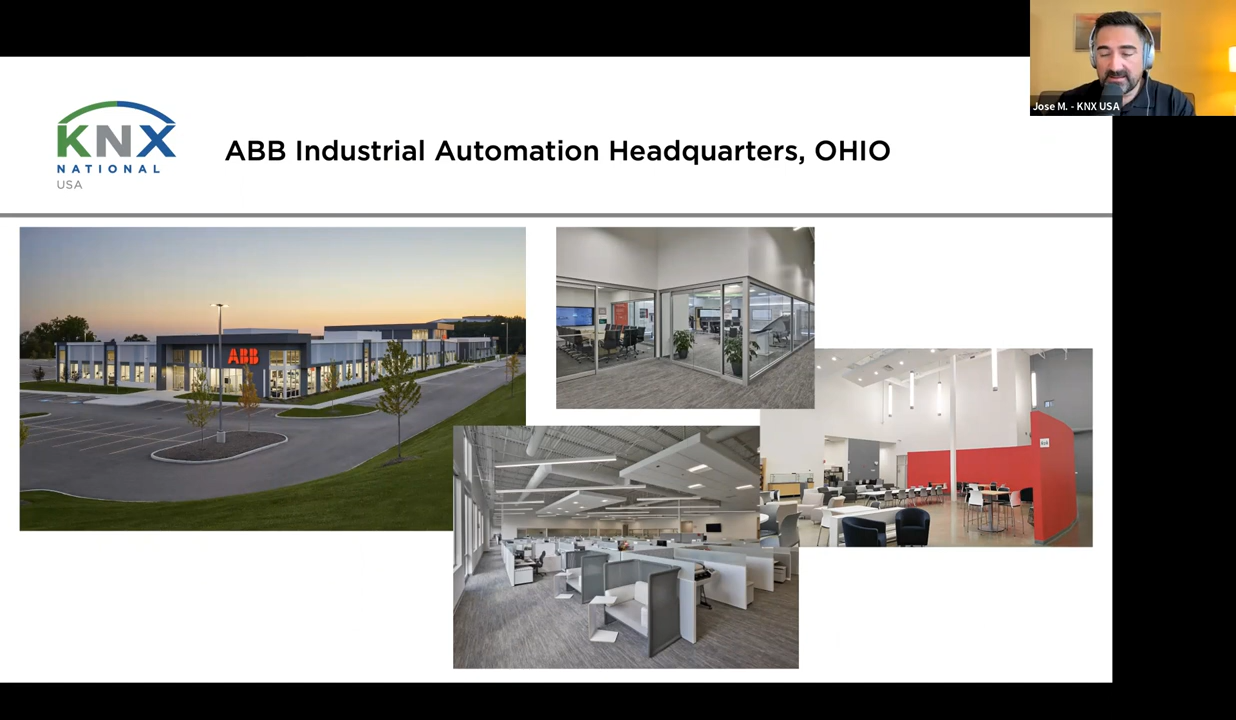 Jose M. - KNX USA
KNX
NATIONAL
USA
ABB Industrial Automation Headquarters, OHIO
ABB